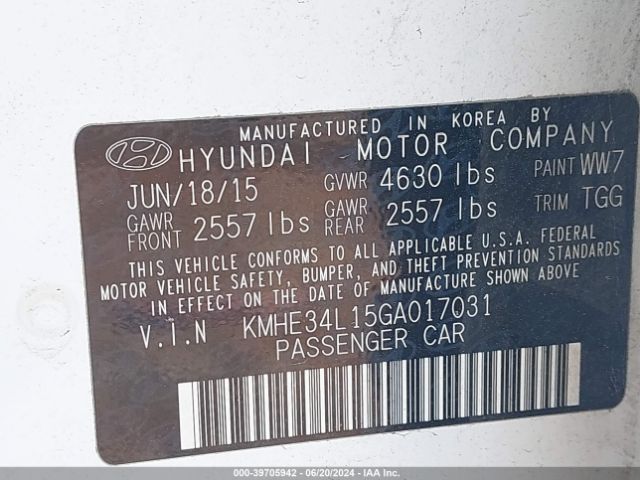 MANUFACTURED IN KOREA BY
HYUNDAI MOTOR COMPANY
JUN/18/15 GVWR 4630 lbs PAINT WW7
GAWR FRONT 2557 lbs GAWR REAR 2557 lbs TRIM TGG
THIS VEHICLE CONFORMS TO ALL APPLICABLE U.S.A. FEDERAL
MOTOR VEHICLE SAFETY, BUMPER, AND THEFT PREVENTION STANDARDS
IN EFFECT ON THE DATE OF MANUFACTURE SHOWN ABOVE
V.I.N KMHE34L15GA017031
PASSENGER CAR
000-39705942 - 06/20/2024 - IAA Inc.